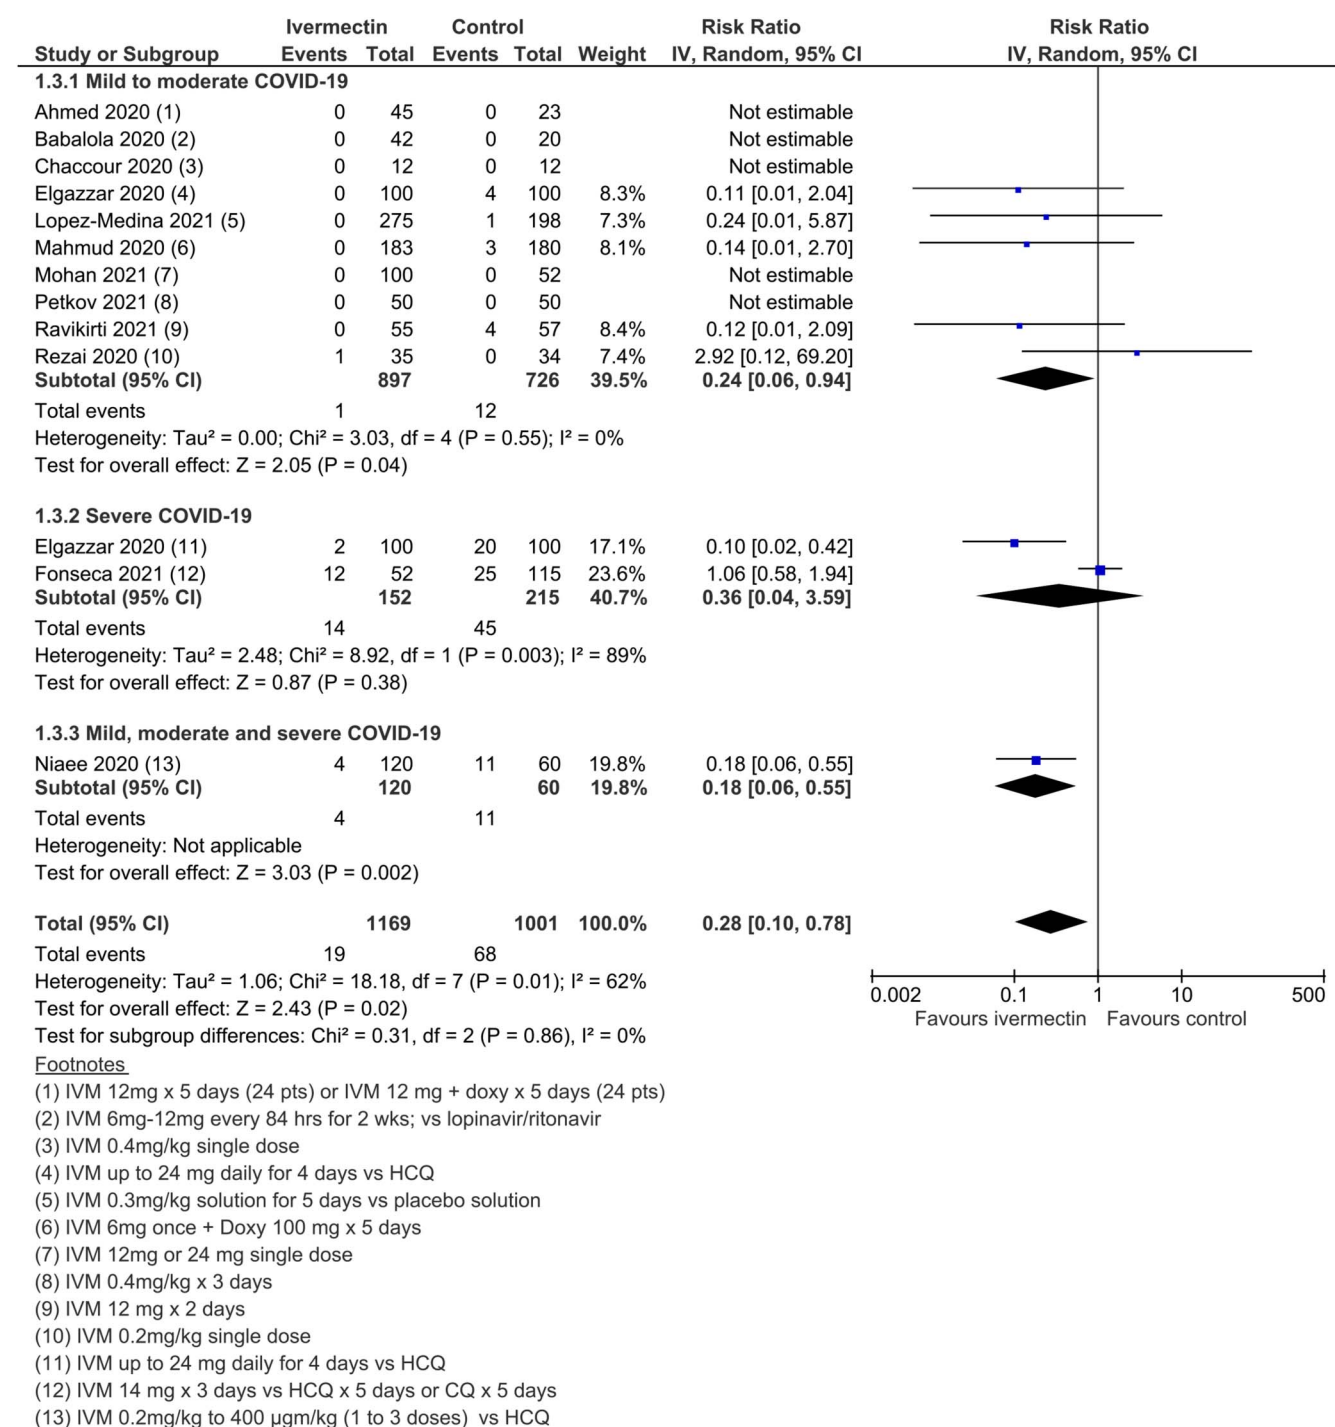 Ivermectin Control Risk Ratio Risk Ratio
Study or Subgroup Events Total Events Total Weight IV, Random, 95% CI IV, Random, 95% CI
1.3.1 Mild to moderate COVID-19
Ahmed 2020 (1) 0 45 0 23 Not estimable
Babalola 2020 (2) 0 42 0 20 Not estimable
Chaccour 2020 (3) 0 12 0 12 Not estimable
Elgazzar 2020 (4) 0 100 4 100 8.3% 0.11 [0.01, 2.04]
Lopez-Medina 2021 (5) 0 275 1 198 7.3% 0.24 [0.01, 5.87]
Mahmud 2020 (6) 0 183 3 180 8.1% 0.14 [0.01, 2.70]
Mohan 2021 (7) 0 100 0 52 Not estimable
Petkov 2021 (8) 0 50 0 50 Not estimable
Ravikirti 2021 (9) 0 55 4 57 8.4% 0.12 [0.01, 2.09]
Rezai 2020 (10) 1 35 0 34 7.4% 2.92 [0.12, 69.20]
Subtotal (95% CI) 897 726 39.5% 0.24 [0.06, 0.94]
Total events 1 12
Heterogeneity: Tau² = 0.00; Chi² = 3.03, df = 4 (P = 0.55); I² = 0%
Test for overall effect: Z = 2.05 (P = 0.04)
1.3.2 Severe COVID-19
Elgazzar 2020 (11) 2 100 20 100 17.1% 0.10 [0.02, 0.42]
Fonseca 2021 (12) 12 52 25 115 23.6% 1.06 [0.58, 1.94]
Subtotal (95% CI) 152 215 40.7% 0.36 [0.04, 3.59]
Total events 14 45
Heterogeneity: Tau² = 2.48; Chi² = 8.92, df = 1 (P = 0.003); I² = 89%
Test for overall effect: Z = 0.87 (P = 0.38)
1.3.3 Mild, moderate and severe COVID-19
Niaee 2020 (13) 4 120 11 60 19.8% 0.18 [0.06, 0.55]
Subtotal (95% CI) 120 60 19.8% 0.18 [0.06, 0.55]
Total events 4 11
Heterogeneity: Not applicable
Test for overall effect: Z = 3.03 (P = 0.002)
Total (95% CI) 1169 1001 100.0% 0.28 [0.10, 0.78]
Total events 19 68
Heterogeneity: Tau² = 1.06; Chi² = 18.18, df = 7 (P = 0.01); I² = 62%
Test for overall effect: Z = 2.43 (P = 0.02)
Test for subgroup differences: Chi² = 0.31, df = 2 (P = 0.86), I² = 0%
0.002 0.1 1 10 500
Favours ivermectin Favours control
Footnotes
(1) IVM 12mg x 5 days (24 pts) or IVM 12 mg + doxy x 5 days (24 pts)
(2) IVM 6mg-12mg every 84 hrs for 2 wks; vs lopinavir/ritonavir
(3) IVM 0.4mg/kg single dose
(4) IVM up to 24 mg daily for 4 days vs HCQ
(5) IVM 0.3mg/kg solution for 5 days vs placebo solution
(6) IVM 6mg once + Doxy 100 mg x 5 days
(7) IVM 12mg or 24 mg single dose
(8) IVM 0.4mg/kg x 3 days
(9) IVM 12 mg x 2 days
(10) IVM 0.2mg/kg single dose
(11) IVM up to 24 mg daily for 4 days vs HCQ
(12) IVM 14 mg x 3 days vs HCQ x 5 days or CQ x 5 days
(13) IVM 0.2mg/kg to 400 µgm/kg (1 to 3 doses) vs HCQ